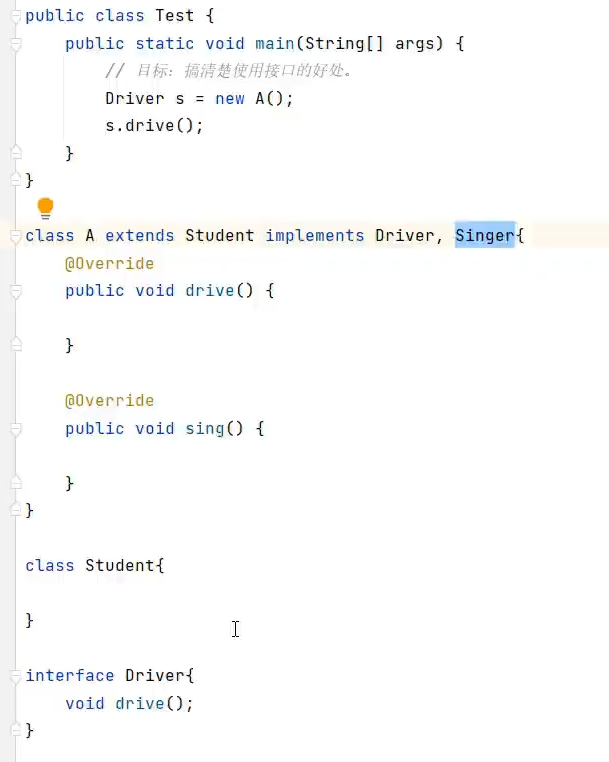 public class Test {
    public static void main(String[] args) {
        // 目标：搞清楚使用接口的好处。
        Driver s = new A();
        s.drive();
    }
}
class A extends Student implements Driver, Singer{
    @Override
    public void drive() {
    }
    @Override
    public void sing() {
    }
}
class Student{
}
interface Driver{
    void drive();
}